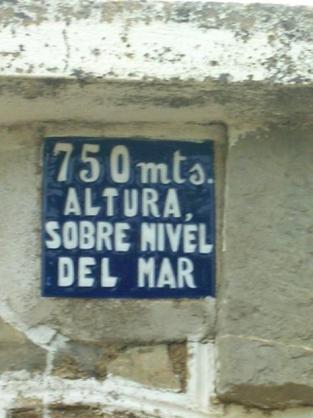 750 mts.
ALTURA,
SOBRE NIVEL
DEL MAR